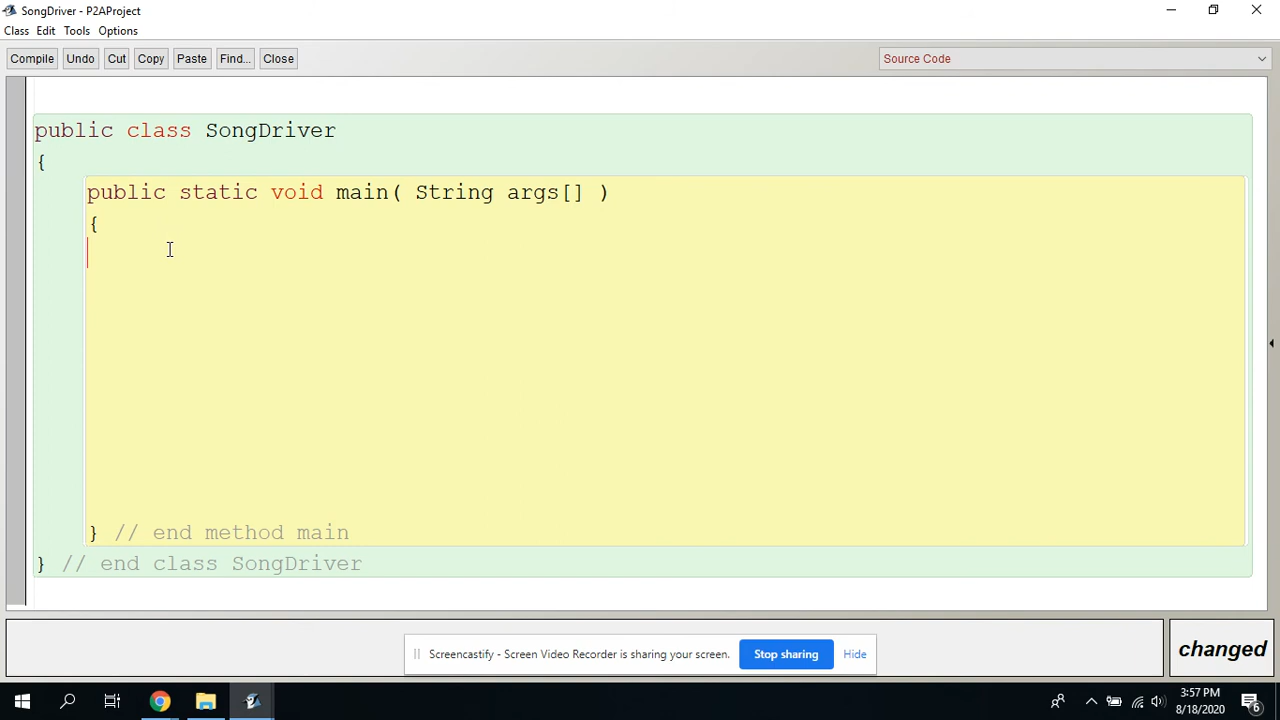 SongDriver - P2AProject
Class Edit Tools Options
Compile Undo Cut Copy Paste Find... Close Source Code
public class SongDriver
{
public static void main( String args[] )
{
} // end method main
} // end class SongDriver
Screencastify - Screen Video Recorder is sharing your screen. Stop sharing Hide
changed
3:57 PM
8/18/2020
6